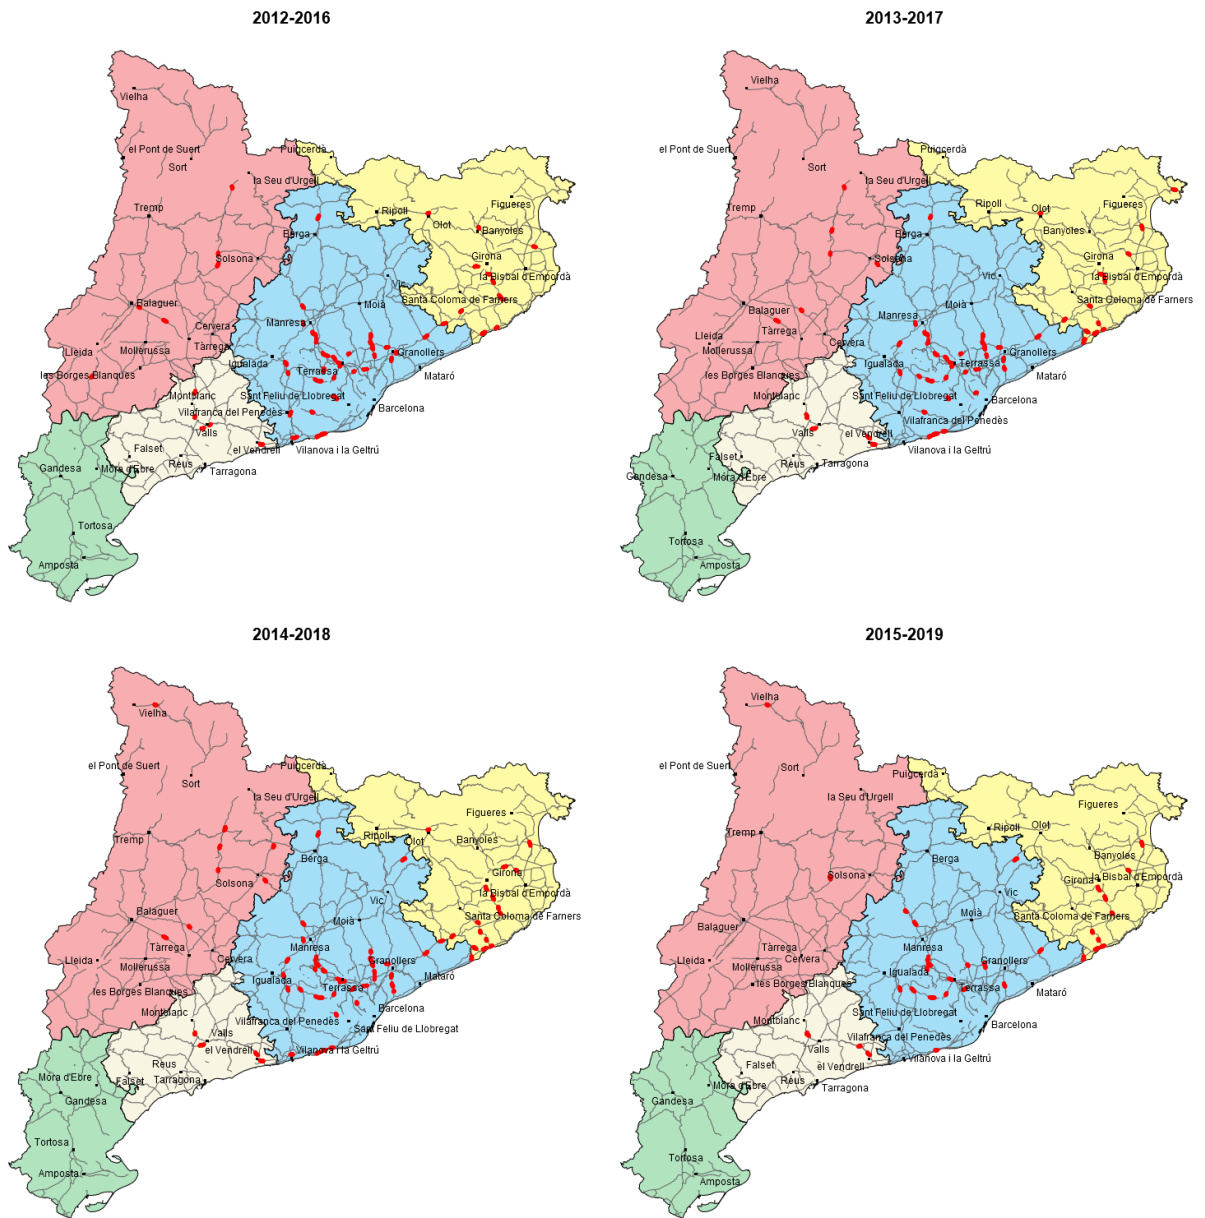 2012-2016
Vielha
el Pont de Suert
Sort
Puigcerdà
la Seu d'Urgell
Tremp
Ripoll
Figueres
Olot
Banyoles
Berga
Solsona
Girona
la Bisbal d'Empordà
Vic
Santa Coloma de Farners
Balaguer
Moià
Manresa
Cervera
Tàrrega
Lleida
Mollerussa
Granollers
Igualada
Terrassa
les Borges Blanques
Mataró
Montblanc
Sant Feliu de Llobregat
Barcelona
Vilafranca del Penedès
Valls
el Vendrell
Vilanova i la Geltrú
Falset
Reus
Tarragona
Gandesa
Móra d'Ebre
Tortosa
Amposta
2013-2017
Vielha
el Pont de Suert
Sort
Puigcerdà
la Seu d'Urgell
Tremp
Ripoll
Figueres
Olot
Banyoles
Berga
Solsona
Girona
la Bisbal d'Empordà
Vic
Santa Coloma de Farners
Balaguer
Moià
Manresa
Tàrrega
Cervera
Lleida
Mollerussa
Granollers
Igualada
Terrassa
les Borges Blanques
Mataró
Montblanc
Sant Feliu de Llobregat
Barcelona
Vilafranca del Penedès
Valls
el Vendrell
Vilanova i la Geltrú
Falset
Reus
Tarragona
Gandesa
Móra d'Ebre
Tortosa
Amposta
2014-2018
Vielha
el Pont de Suert
Sort
Puigcerdà
la Seu d'Urgell
Tremp
Ripoll
Figueres
Olot
Banyoles
Berga
Solsona
Girona
la Bisbal d'Empordà
Vic
Santa Coloma de Farners
Balaguer
Moià
Manresa
Tàrrega
Cervera
Lleida
Mollerussa
Granollers
Igualada
Terrassa
Mataró
les Borges Blanques
Montblanc
Barcelona
Vilafranca del Penedès
Sant Feliu de Llobregat
Valls
el Vendrell
Vilanova i la Geltrú
Reus
Falset
Tarragona
Móra d'Ebre
Gandesa
Tortosa
Amposta
2015-2019
Vielha
el Pont de Suert
Sort
Puigcerdà
la Seu d'Urgell
Tremp
Ripoll
Figueres
Olot
Banyoles
Berga
Solsona
Girona
la Bisbal d'Empordà
Vic
Santa Coloma de Farners
Balaguer
Moià
Manresa
Tàrrega
Cervera
Lleida
Mollerussa
Granollers
Igualada
Terrassa
les Borges Blanques
Mataró
Montblanc
Sant Feliu de Llobregat
Barcelona
Vilafranca del Penedès
Valls
el Vendrell
Vilanova i la Geltrú
Falset
Reus
Tarragona
Móra d'Ebre
Gandesa
Tortosa
Amposta